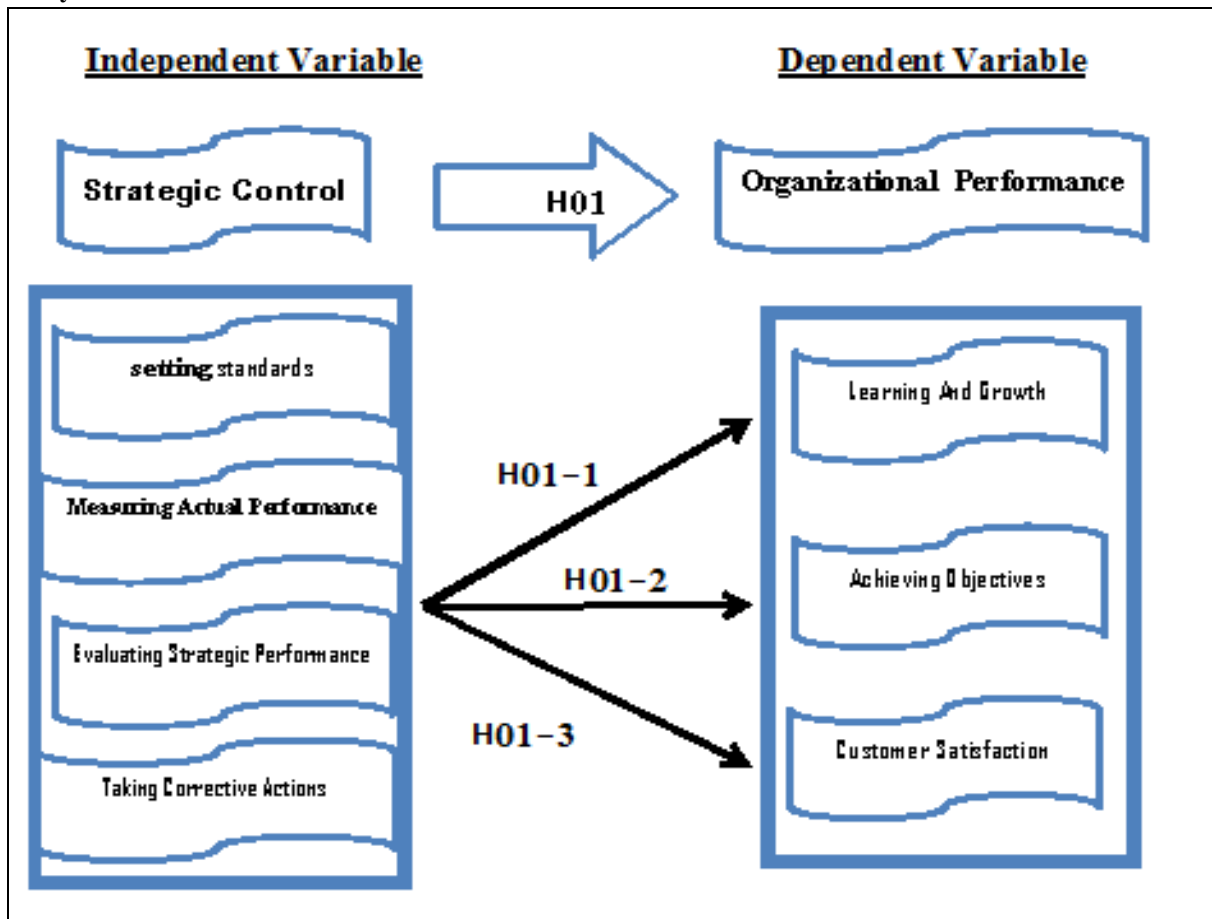 Independent Variable
Dependent Variable
Strategic Control
H01
Organizational Performance
setting standards
Measuring Actual Performance
Evaluating Strategic Performance
Taking Corrective Actions
H01-1
H01-2
H01-3
Learning And Growth
Achieving Objectives
Customer Satisfaction